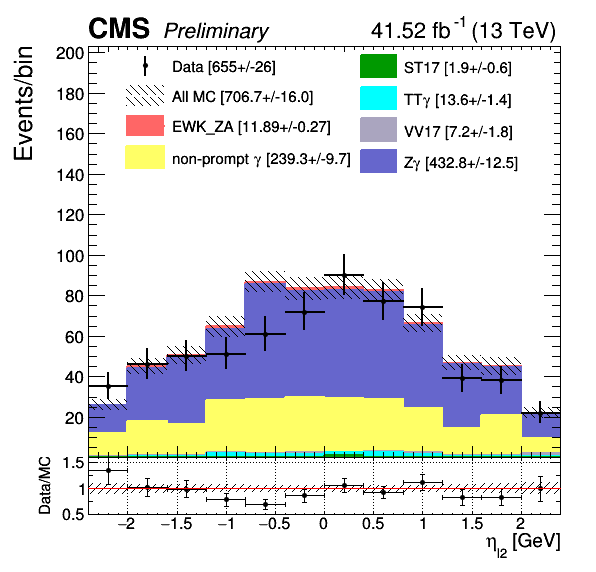 CMS Preliminary 41.52 fb⁻¹ (13 TeV)
Events/bin
Data [655+/-26]
All MC [706.7+/-16.0]
EWK_ZA [11.89+/-0.27]
non-prompt γ [239.3+/-9.7]
ST17 [1.9+/-0.6]
TTγ [13.6+/-1.4]
VV17 [7.2+/-1.8]
Zγ [432.8+/-12.5]
200
180
160
140
120
100
80
60
40
20
Data/MC
1.5
1
0.5
−2 −1.5 −1 −0.5 0 0.5 1 1.5 2
η_l2 [GeV]